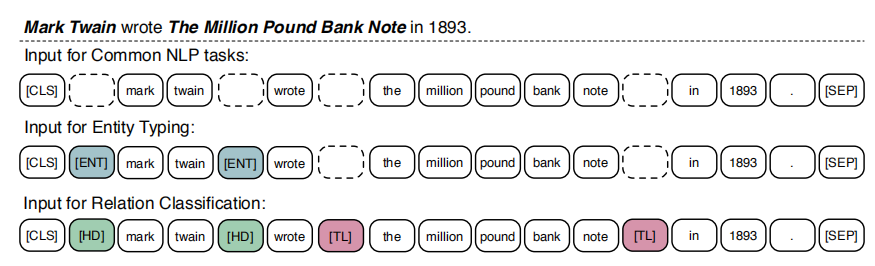 Mark Twain wrote The Million Pound Bank Note in 1893.
Input for Common NLP tasks:
[CLS] mark twain wrote the million pound bank note in 1893 . [SEP]
Input for Entity Typing:
[CLS] [ENT] mark twain [ENT] wrote the million pound bank note in 1893 . [SEP]
Input for Relation Classification:
[CLS] [HD] mark twain [HD] wrote [TL] the million pound bank note [TL] in 1893 . [SEP]